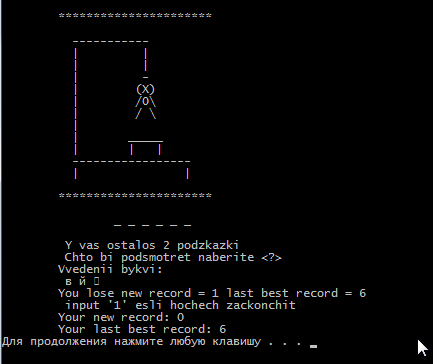 **********************
-----------
|         |
|         |
|         -
|        (X)
|        /O\
|        / \
|
|       _____
|       |   |
-----------------
|               |
**********************
_ _ _ _ _ _
Y vas ostalos 2 podzkazki
Chto bi podsmotret naberite <?>
Vvedenii bykvi:
в й
You lose new record = 1 last best record = 6
input '1' esli hochech zackonchit
Your new record: 0
Your last best record: 6
Для продолжения нажмите любую клавишу . . . _